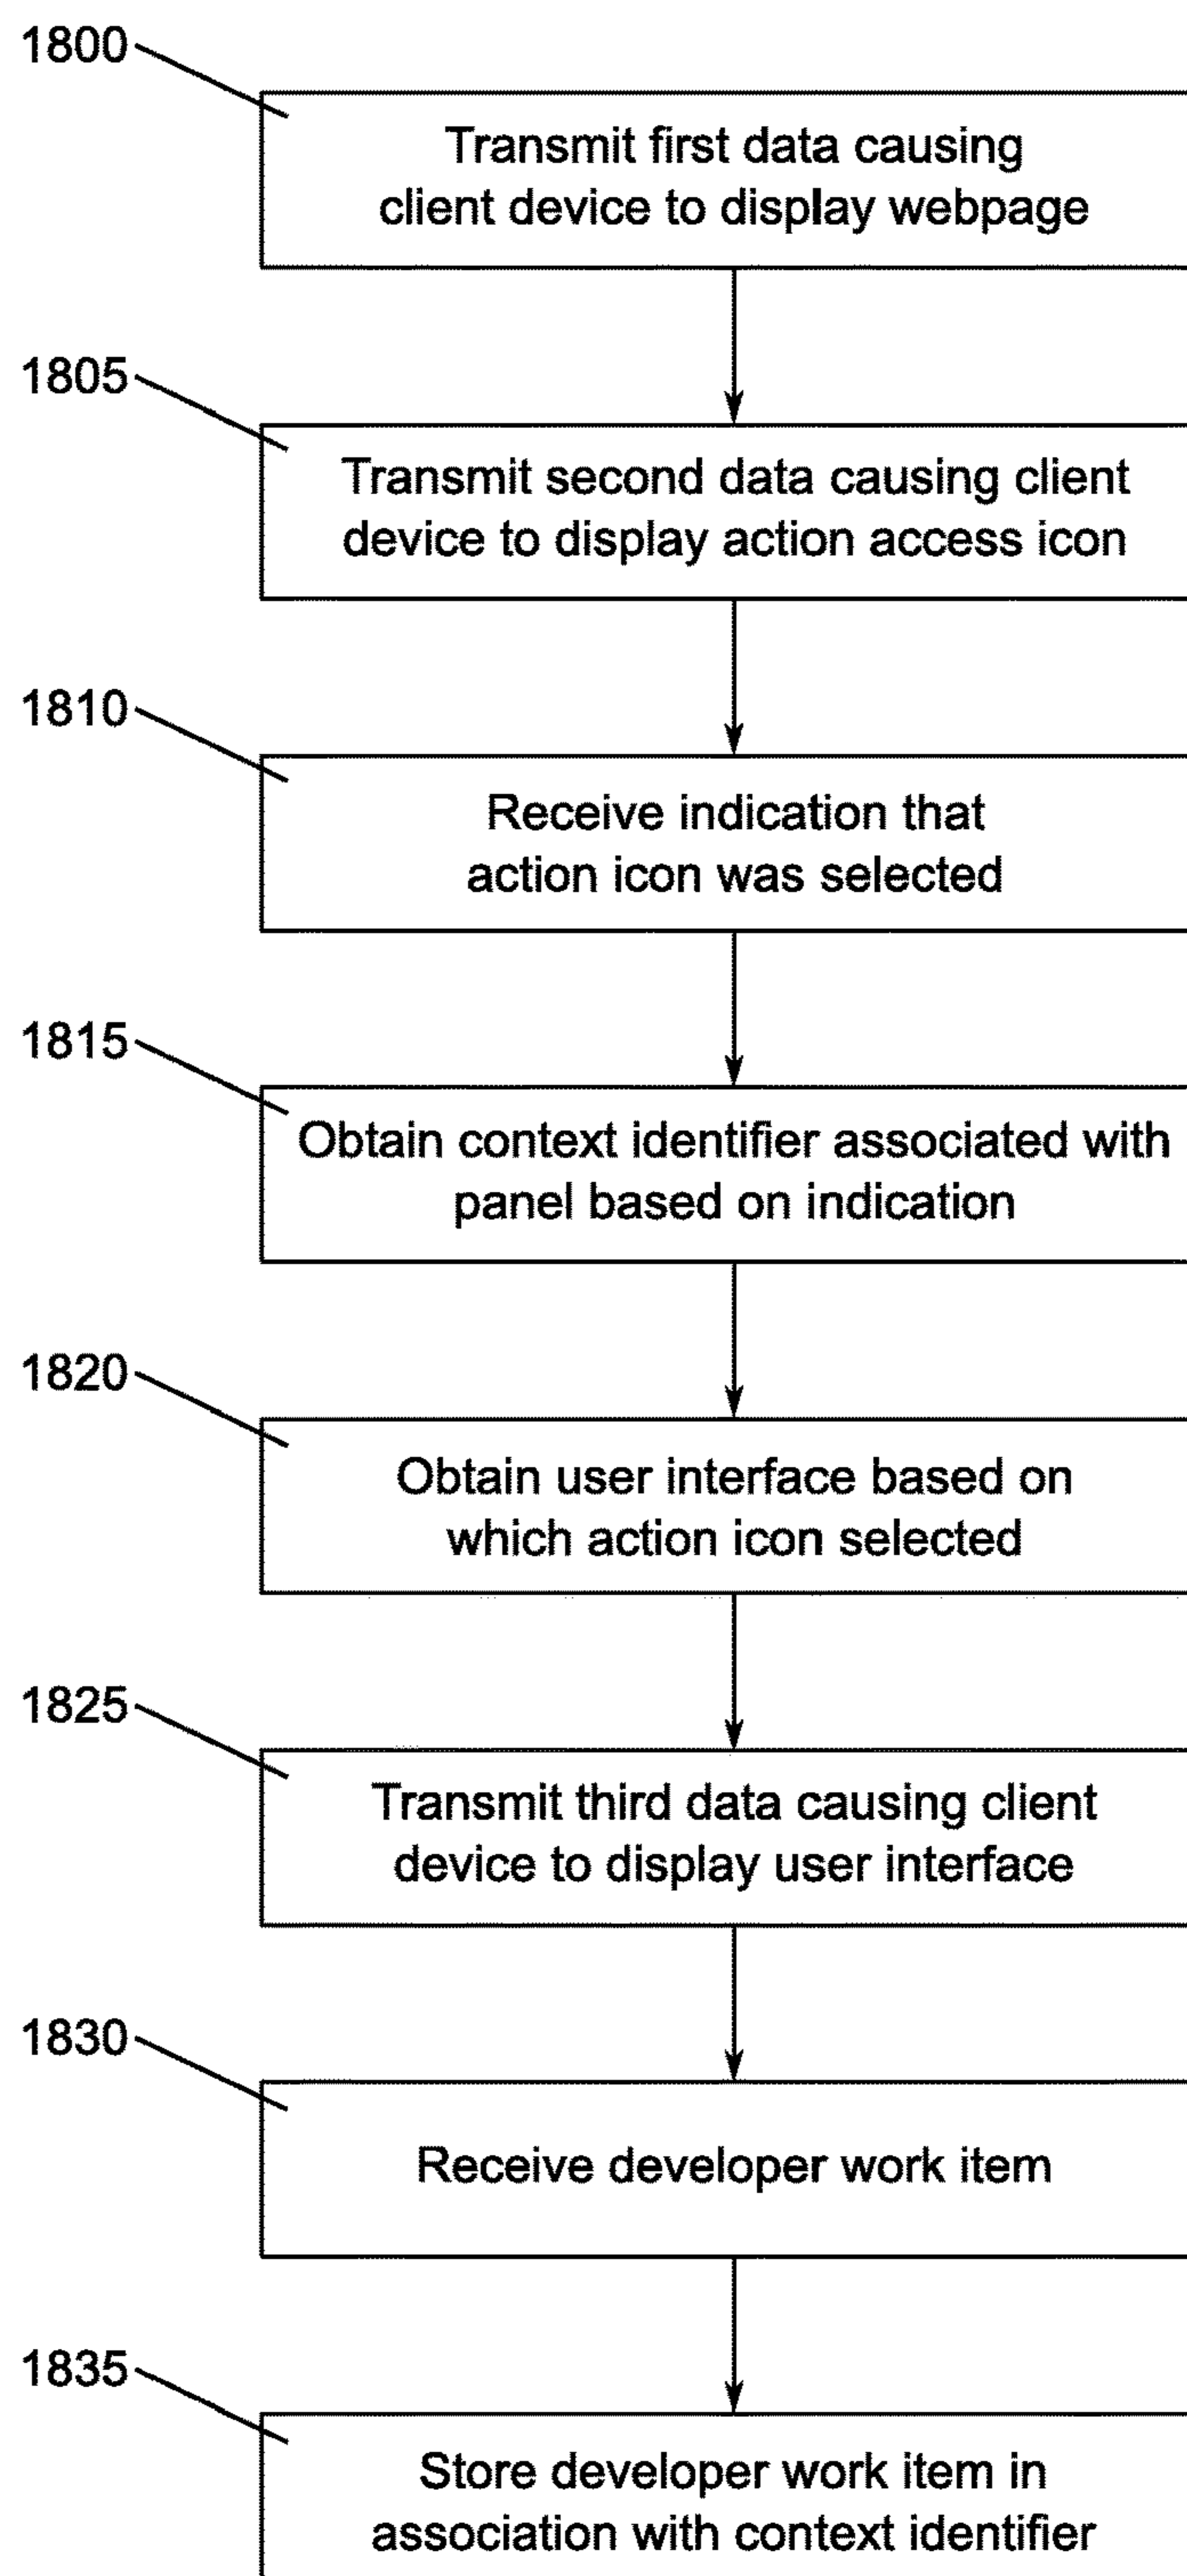 1800
Transmit first data causing
client device to display webpage
1805
Transmit second data causing client
device to display action access icon
1810
Receive indication that
action icon was selected
1815
Obtain context identifier associated with
panel based on indication
1820
Obtain user interface based on
which action icon selected
1825
Transmit third data causing client
device to display user interface
1830
Receive developer work item
1835
Store developer work item in
association with context identifier